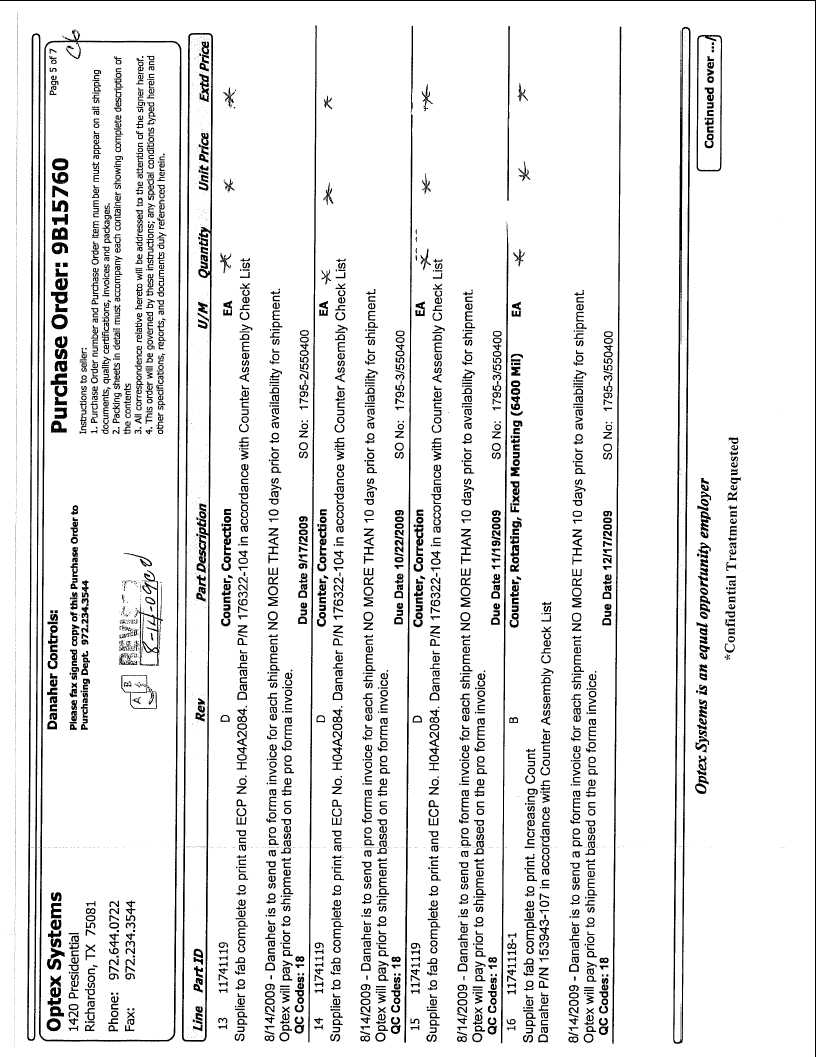 Optex Systems
1420 Presidential
Richardson, TX 75081
Phone: 972.644.0722
Fax: 972.234.3544
Danaher Controls:
Please fax signed copy of this Purchase Order to
Purchasing Dept. 972.234.3544
A B
8-14-09
Purchase Order: 9B15760
Page 5 of 7
C6
Instructions to seller:
1. Purchase Order number and Purchase Order item number must appear on all shipping
documents, quality certifications, invoices and packages.
2. Packing sheets in detail must accompany each container showing complete description of
the contents
3. All correspondence relative hereto will be addressed to the attention of the signer hereof.
4. This order will be governed by these instructions; any special conditions typed herein and
other specifications, reports, and documents duly referenced herein.
Line Part ID Rev Part Description U/M Quantity Unit Price Extd Price
13 11741119 D Counter, Correction EA * * *
Supplier to fab complete to print and ECP No. H04A2084. Danaher P/N 176322-104 in accordance with Counter Assembly Check List
8/14/2009 - Danaher is to send a pro forma invoice for each shipment NO MORE THAN 10 days prior to availability for shipment.
Optex will pay prior to shipment based on the pro forma invoice.
QC Codes: 18 Due Date 9/17/2009 SO No: 1795-2/550400
14 11741119 D Counter, Correction EA * * *
Supplier to fab complete to print and ECP No. H04A2084. Danaher P/N 176322-104 in accordance with Counter Assembly Check List
8/14/2009 - Danaher is to send a pro forma invoice for each shipment NO MORE THAN 10 days prior to availability for shipment.
Optex will pay prior to shipment based on the pro forma invoice.
QC Codes: 18 Due Date 10/22/2009 SO No: 1795-3/550400
15 11741119 D Counter, Correction EA * * *
Supplier to fab complete to print and ECP No. H04A2084. Danaher P/N 176322-104 in accordance with Counter Assembly Check List
8/14/2009 - Danaher is to send a pro forma invoice for each shipment NO MORE THAN 10 days prior to availability for shipment.
Optex will pay prior to shipment based on the pro forma invoice.
QC Codes: 18 Due Date 11/19/2009 SO No: 1795-3/550400
16 11741118-1 B Counter, Rotating, Fixed Mounting (6400 Mil) EA * * *
Supplier to fab complete to print. Increasing Count
Danaher P/N 153943-107 in accordance with Counter Assembly Check List
8/14/2009 - Danaher is to send a pro forma invoice for each shipment NO MORE THAN 10 days prior to availability for shipment.
Optex will pay prior to shipment based on the pro forma invoice.
QC Codes: 18 Due Date 12/17/2009 SO No: 1795-3/550400
Optex Systems is an equal opportunity employer
Continued over .../
*Confidential Treatment Requested